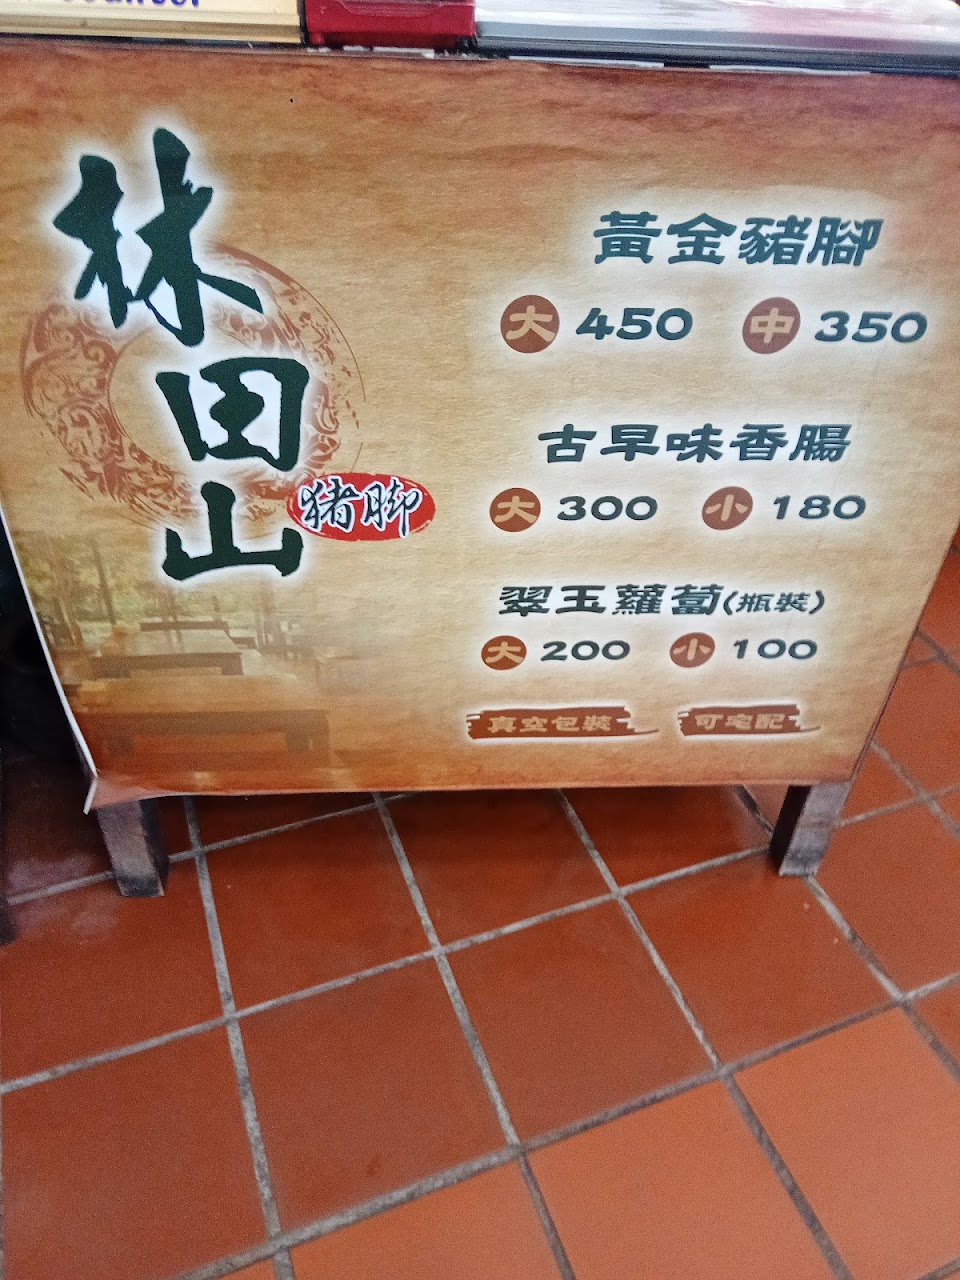 林田山
豬腳
黃金豬腳
大 450 中 350
古早味香腸
大 300 小 180
翠玉蘿蔔(瓶裝)
大 200 小 100
真空包裝 可宅配